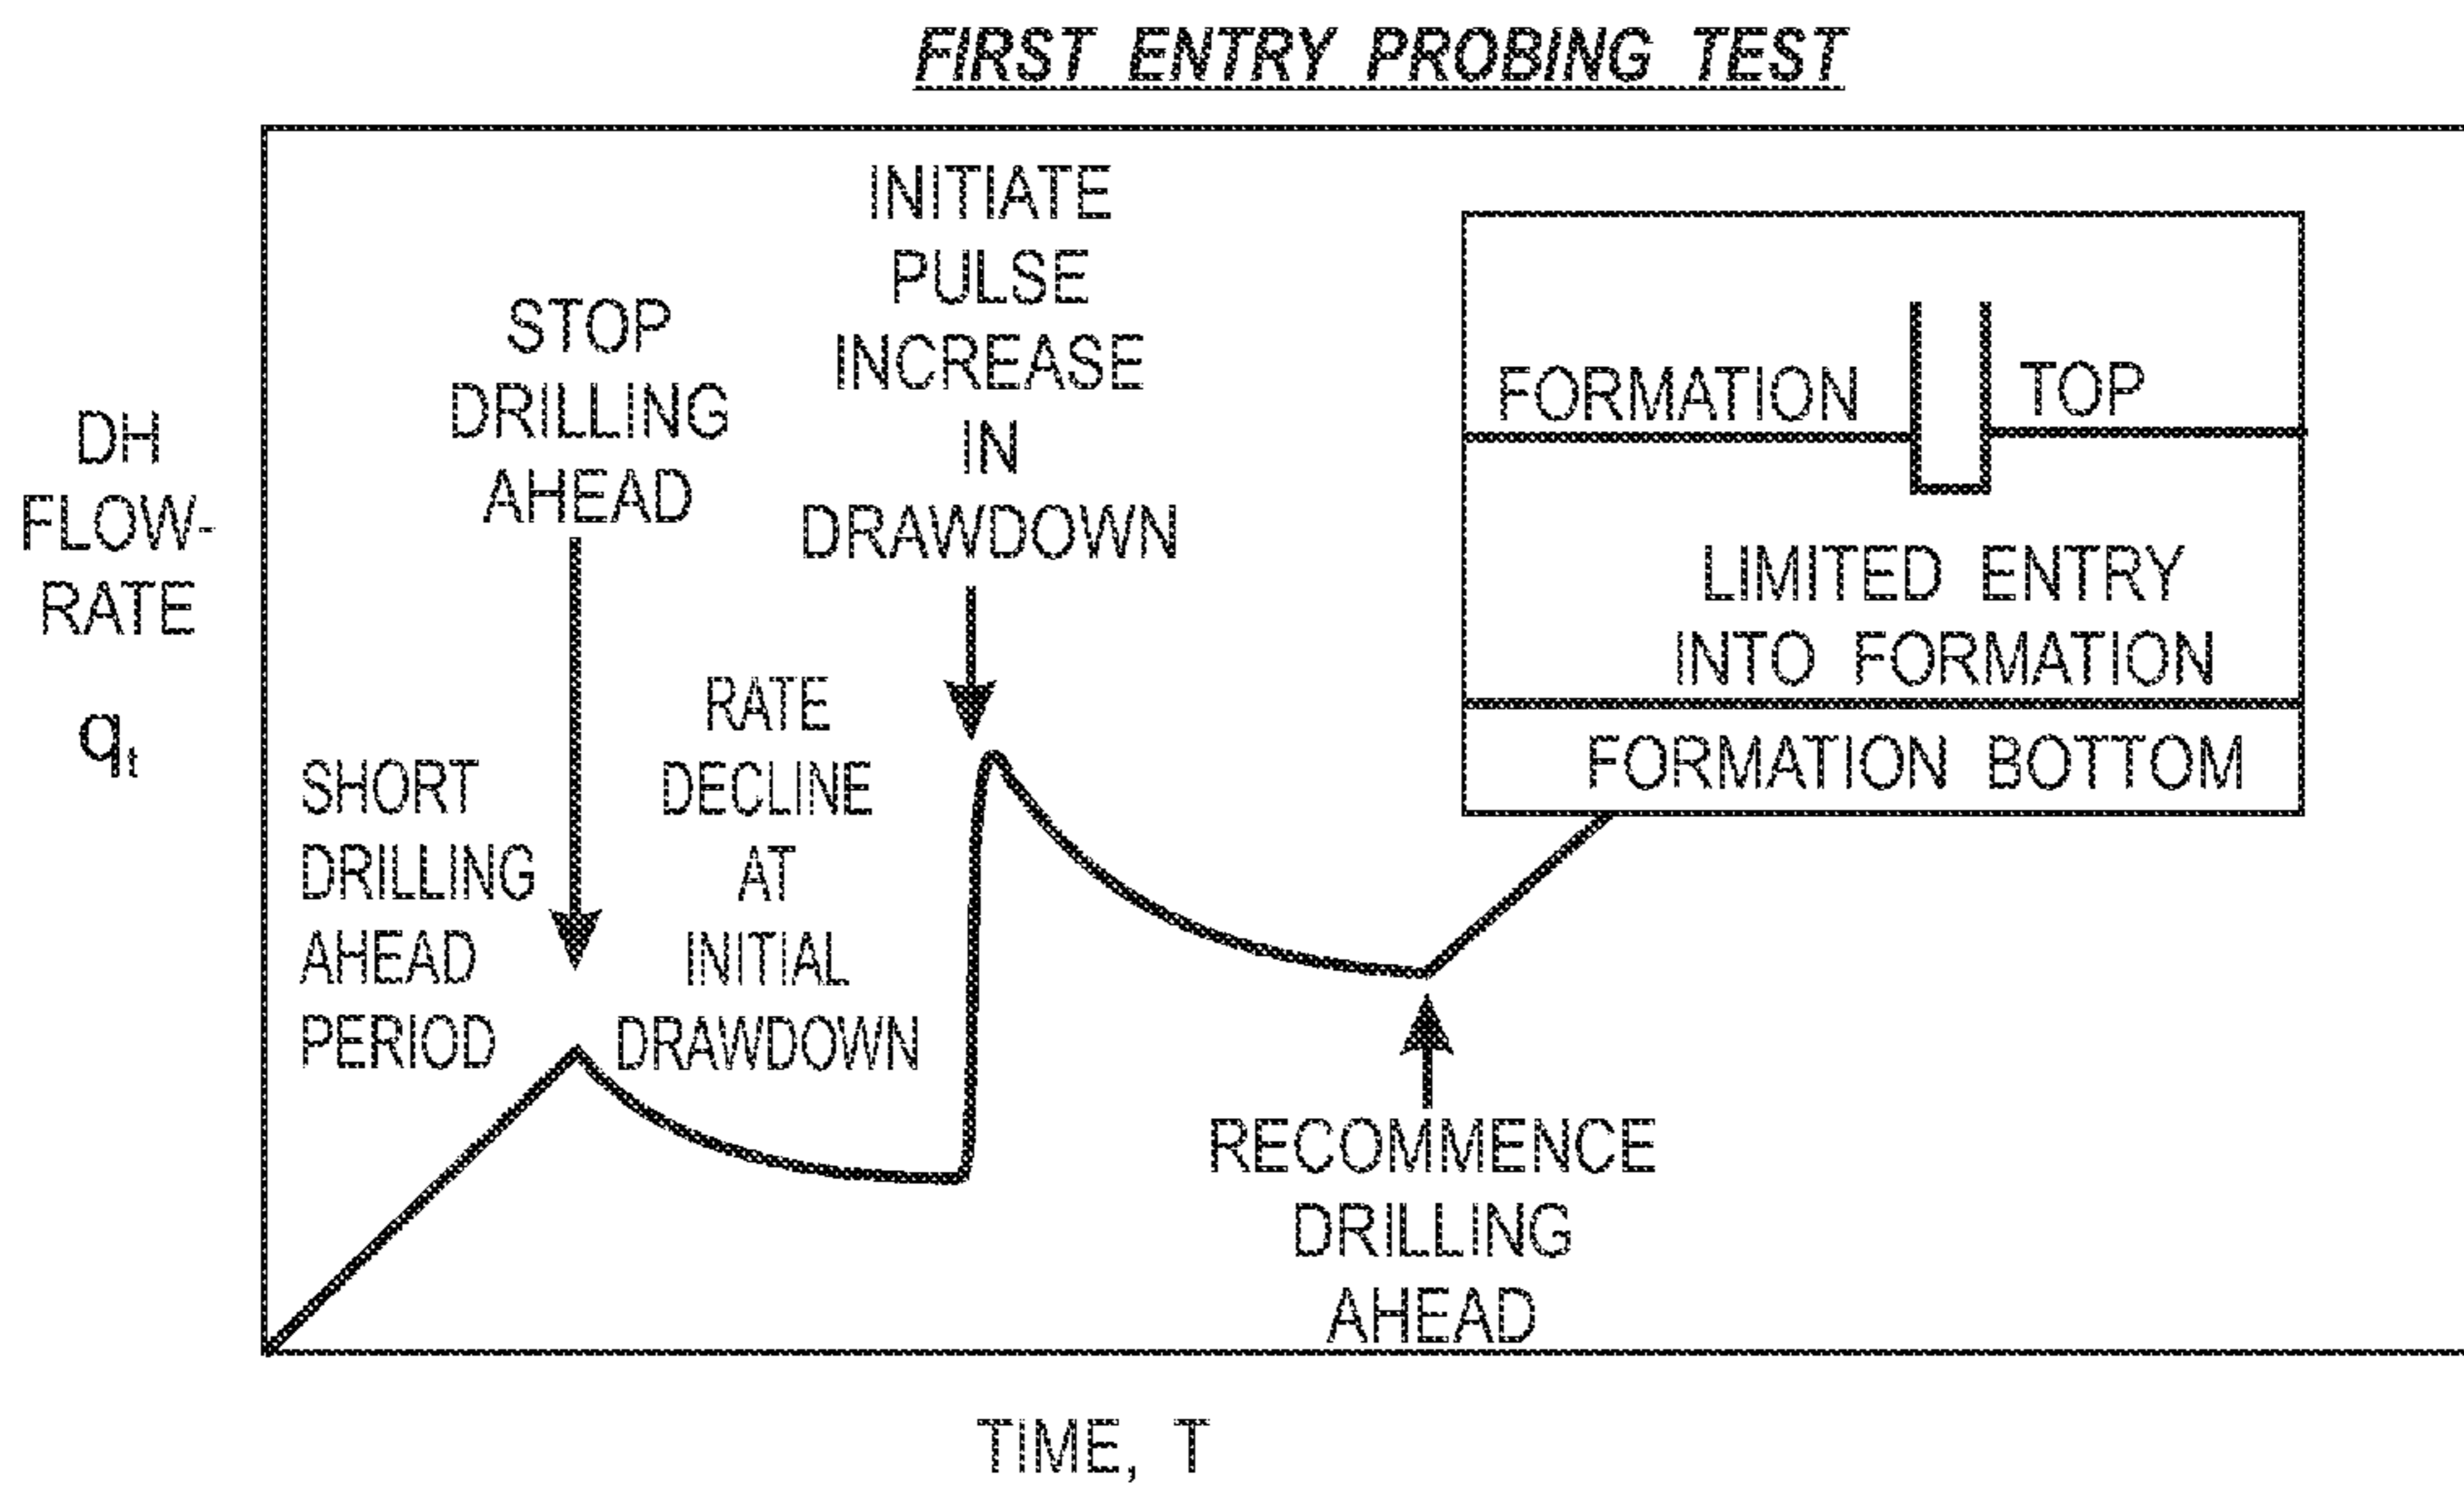 FIRST ENTRY PROBING TEST
DH
FLOW-
RATE
qt
SHORT
DRILLING
AHEAD
PERIOD
STOP
DRILLING
AHEAD
RATE
DECLINE
AT
INITIAL
DRAWDOWN
INITIATE
PULSE
INCREASE
IN
DRAWDOWN
FORMATION TOP
LIMITED ENTRY
INTO FORMATION
FORMATION BOTTOM
RECOMMENCE
DRILLING
AHEAD
TIME, T